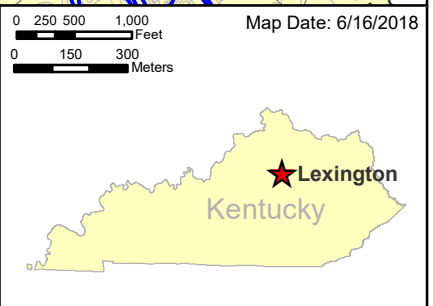 0 250 500 1,000
Feet
Map Date: 6/16/2018
0 150 300
Meters
Lexington
Kentucky